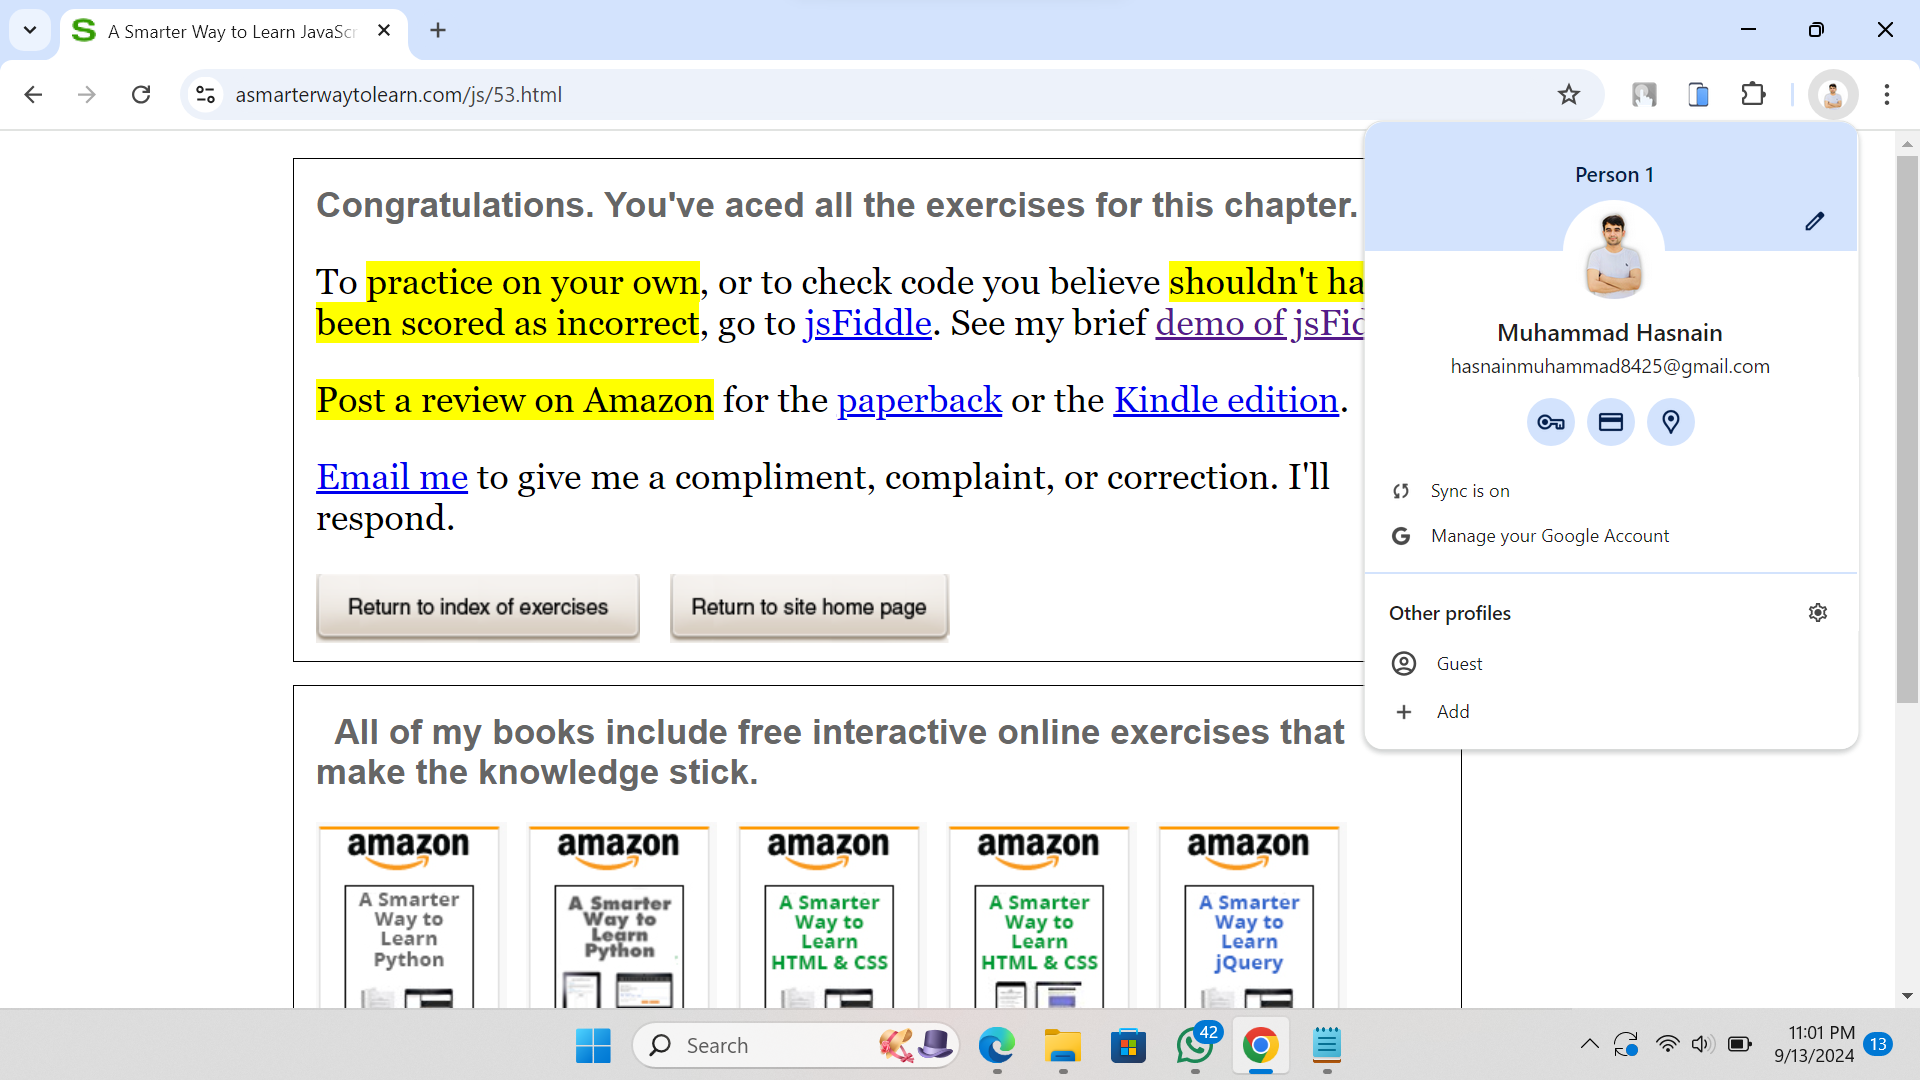 A Smarter Way to Learn JavaScr
asmarterwaytolearn.com/js/53.html
Congratulations. You've aced all the exercises for this chapter.
To practice on your own, or to check code you believe shouldn't ha
been scored as incorrect, go to jsFiddle. See my brief demo of jsFid
Post a review on Amazon for the paperback or the Kindle edition.
Email me to give me a compliment, complaint, or correction. I'll
respond.
Return to index of exercises
Return to site home page
Person 1
Muhammad Hasnain
hasnainmuhammad8425@gmail.com
Sync is on
Manage your Google Account
Other profiles
Guest
Add
All of my books include free interactive online exercises that
make the knowledge stick.
amazon
A Smarter
Way to
Learn
Python
amazon
A Smarter
Way to
Learn
Python
amazon
A Smarter
Way to
Learn
HTML & CSS
amazon
A Smarter
Way to
Learn
HTML & CSS
amazon
A Smarter
Way to
Learn
jQuery
Search
42
11:01 PM
9/13/2024
13